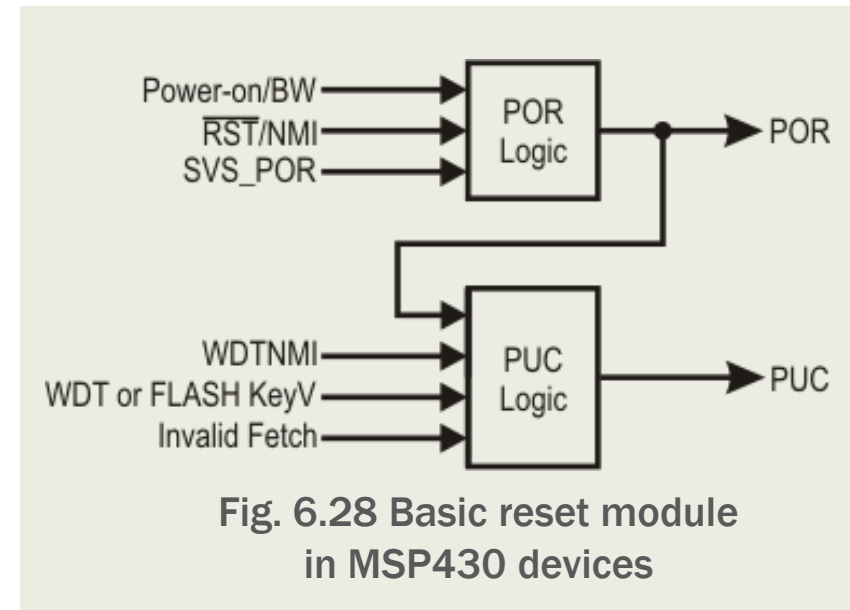 Power-on/BW
R̅S̅T̅/NMI
SVS_POR
POR
Logic
POR
WDTNMI
WDT or FLASH KeyV
Invalid Fetch
PUC
Logic
PUC
Fig. 6.28 Basic reset module
in MSP430 devices